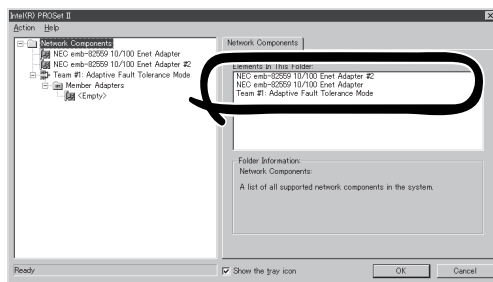 Intel(R) PROSet II
Action Help
Network Components
NEC emb-82559 10/100 Enet Adapter
NEC emb-82559 10/100 Enet Adapter #2
Team #1: Adaptive Fault Tolerance Mode
Member Adapters
<Empty>
Network Components
Elements In This Folder:
NEC emb-82559 10/100 Enet Adapter #2
NEC emb-82559 10/100 Enet Adapter
Team #1: Adaptive Fault Tolerance Mode
Folder Information:
Network Components:
A list of all supported network components in the system.
Ready
Show the tray icon
OK
Cancel